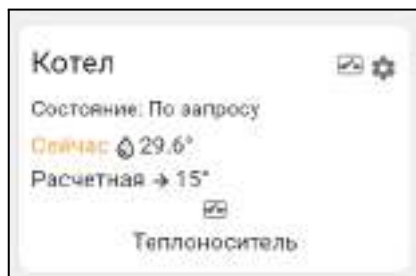 Котел
Состояние: По запросу
Сейчас 29.6°
Расчетная → 15°
Теплоноситель